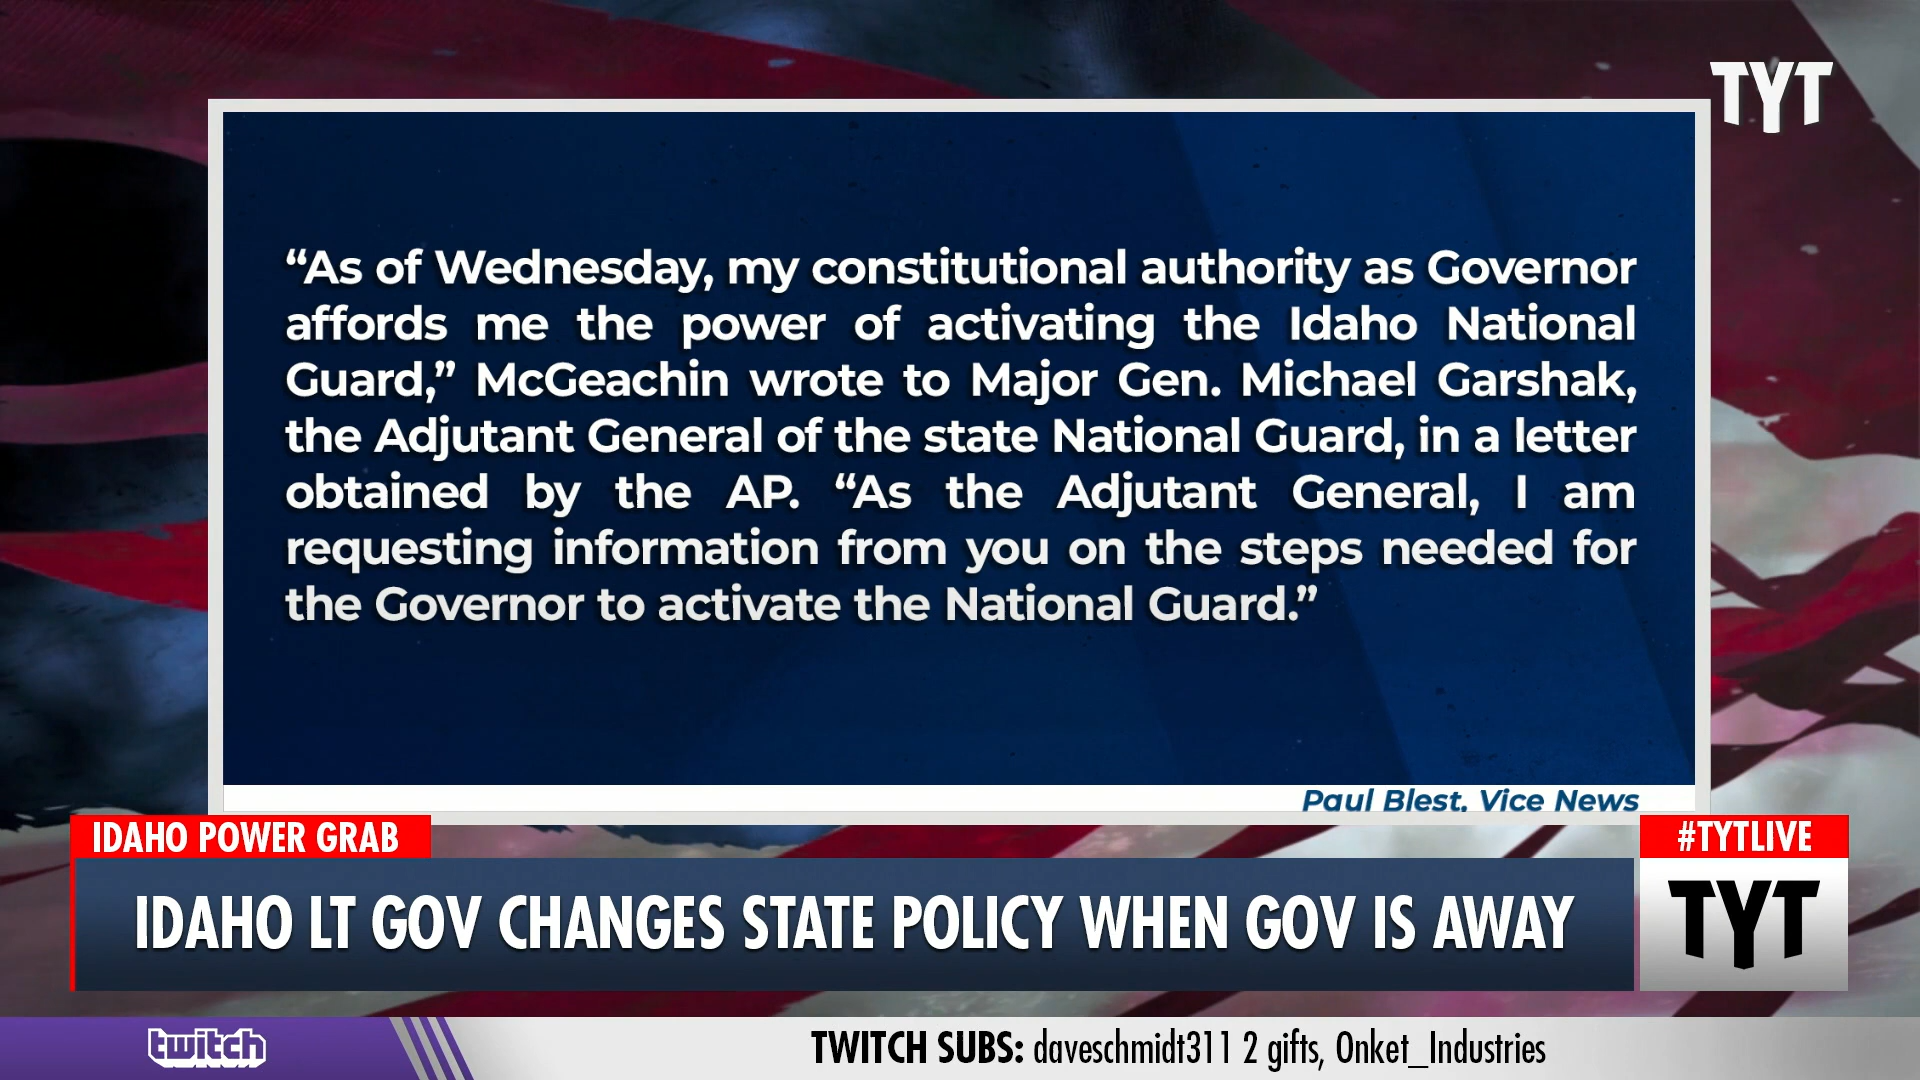 TYT
“As of Wednesday, my constitutional authority as Governor
affords me the power of activating the Idaho National
Guard,” McGeachin wrote to Major Gen. Michael Garshak,
the Adjutant General of the state National Guard, in a letter
obtained by the AP. “As the Adjutant General, I am
requesting information from you on the steps needed for
the Governor to activate the National Guard.”
Paul Blest, Vice News
IDAHO POWER GRAB
#TYTLIVE
IDAHO LT GOV CHANGES STATE POLICY WHEN GOV IS AWAY
TYT
twitch
TWITCH SUBS: daveschmidt311 2 gifts, Onket_Industries